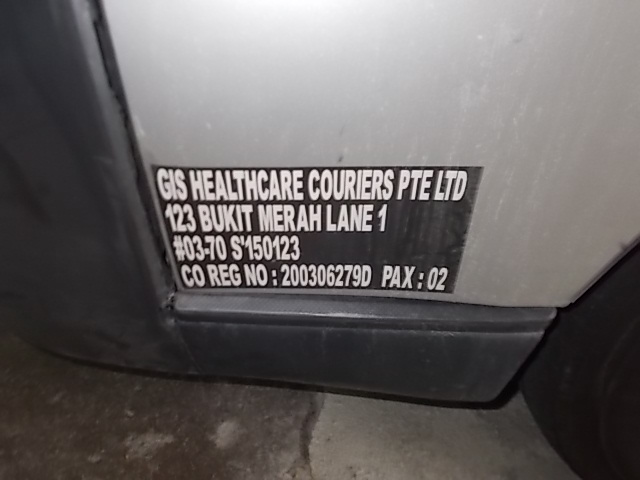 GIS HEALTHCARE COURIERS PTE LTD
123 BUKIT MERAH LANE 1
#03-70 S'150123
CO REG NO : 200306279D PAX : 02